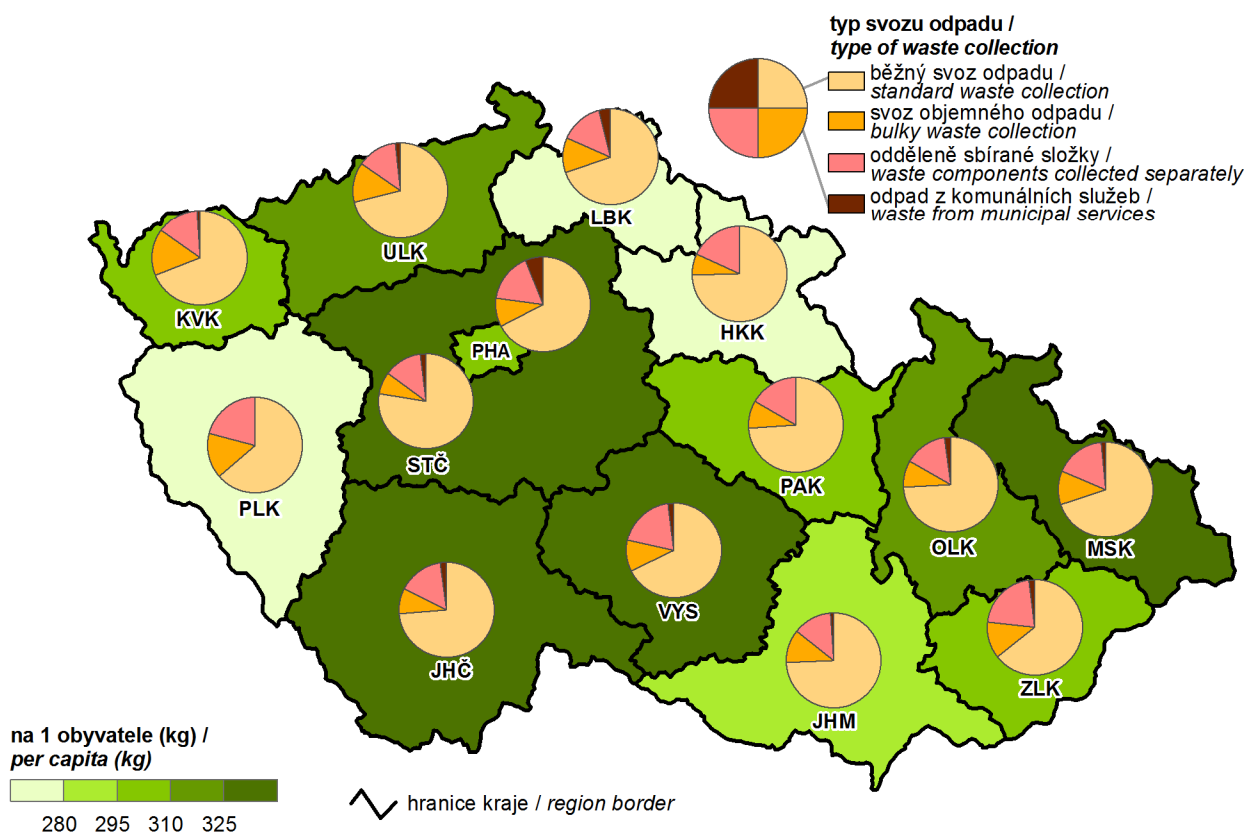 typ svozu odpadu /
type of waste collection
běžný svoz odpadu /
standard waste collection
svoz objemného odpadu /
bulky waste collection
odděleně sbírané složky /
waste components collected separately
odpad z komunálních služeb /
waste from municipal services
LBK
ULK
KVK
HKK
PHA
STČ
PLK
PAK
OLK
MSK
VYS
JHČ
ZLK
JHM
na 1 obyvatele (kg) /
per capita (kg)
280 295 310 325
hranice kraje / region border